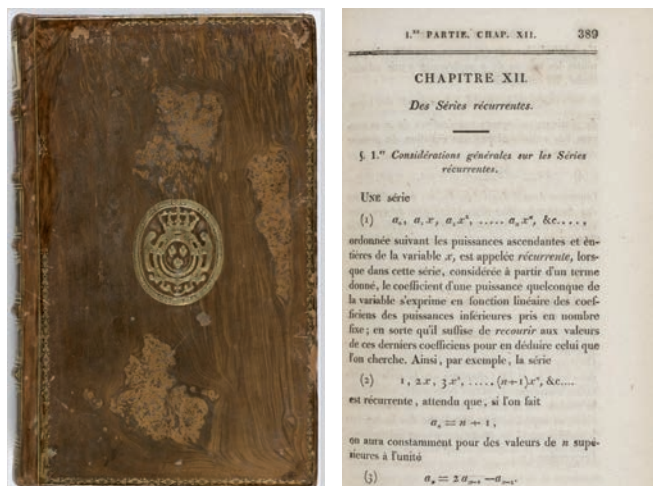 I.re PARTIE. CHAP. XII. 389
CHAPITRE XII.
Des Séries récurrentes.
§. 1.er Considérations générales sur les Séries
récurrentes.
UNE série
(1) a₀, a₁x, a₂x², ..... aₙxⁿ, &c....,
ordonnée suivant les puissances ascendantes et en-
tières de la variable x, est appelée récurrente, lors-
que dans cette série, considérée à partir d'un terme
donné, le coefficient d'une puissance quelconque de
la variable s'exprime en fonction linéaire des coef-
ficiens des puissances inférieures pris en nombre
fixe; en sorte qu'il suffise de recourir aux valeurs
de ces derniers coefficiens pour en déduire celui que
l'on cherche. Ainsi, par exemple, la série
(2) 1, 2x, 3x², ..... (n+1)xⁿ, &c....
est récurrente, attendu que, si l'on fait
aₙ = n + 1,
on aura constamment pour des valeurs de n supé-
rieures à l'unité
(3) aₙ = 2aₙ₋₁ − aₙ₋₂.